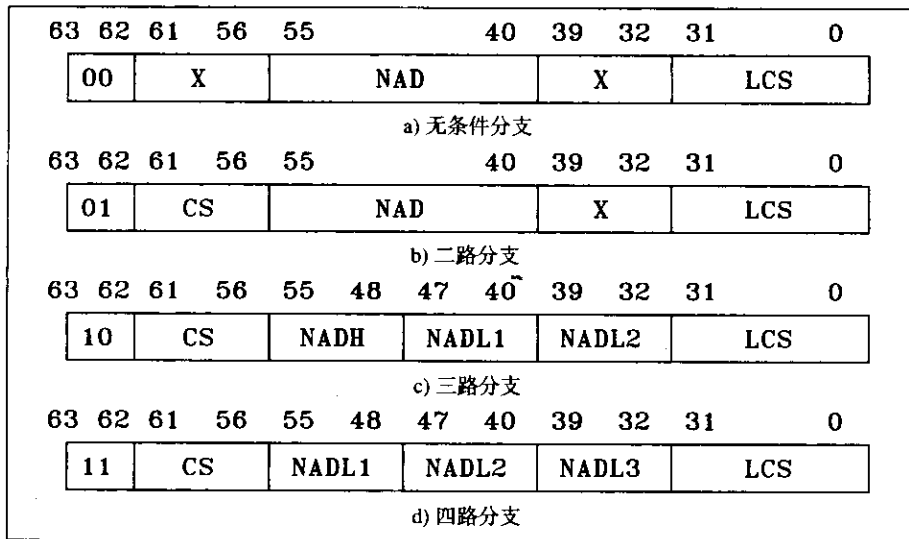 63 62 61 56 55 40 39 32 31 0
00 X NAD X LCS
a) 无条件分支
63 62 61 56 55 40 39 32 31 0
01 CS NAD X LCS
b) 二路分支
63 62 61 56 55 48 47 40 39 32 31 0
10 CS NADH NADL1 NADL2 LCS
c) 三路分支
63 62 61 56 55 48 47 40 39 32 31 0
11 CS NADL1 NADL2 NADL3 LCS
d) 四路分支